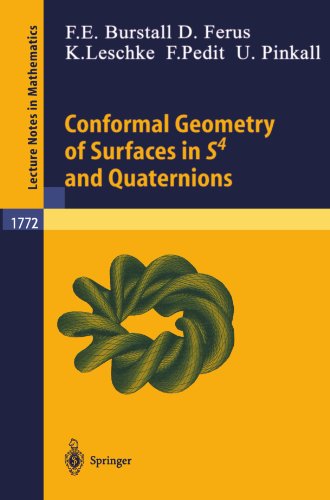 F.E. Burstall D. Ferus
K.Leschke F.Pedit U. Pinkall
Lecture Notes in Mathematics
1772
Conformal Geometry
of Surfaces in S⁴
and Quaternions
Springer